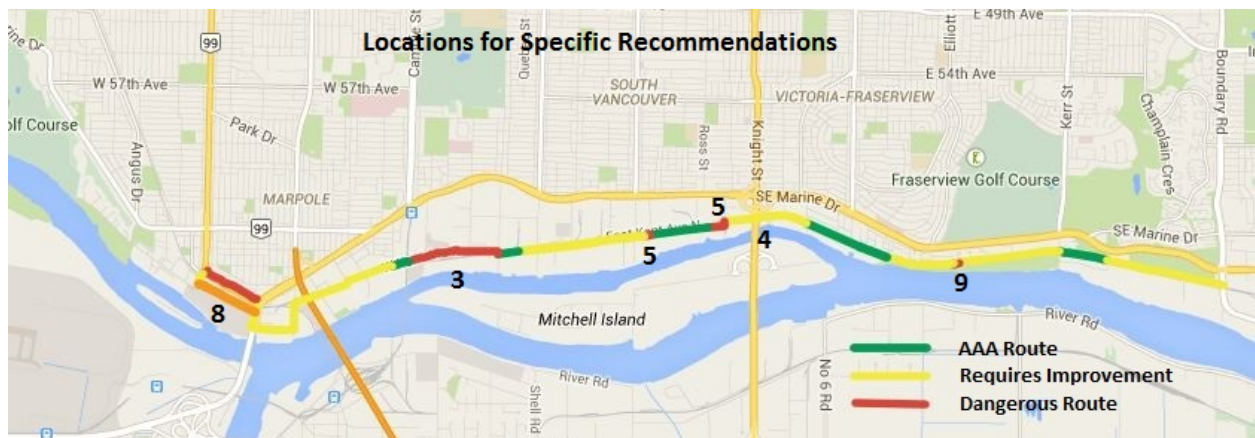 Locations for Specific Recommendations
99
Cambie St
E 49th Ave
Elliott
Marine Dr
W 57th Ave
W 57th Ave
SOUTH
VANCOUVER
E 54th Ave
VICTORIA-FRASERVIEW
Kerr St
Boundary Rd
Champlain Cres
olf Course
Park Dr
Angus Dr
Ross St
Knight St
Fraserview Golf Course
MARPOLE
99
SE Marine Dr
5
East Kent Ave N
SE Marine Dr
5
4
3
9
8
Mitchell Island
River Rd
River Rd
Shell Rd
No 6 Rd
AAA Route
Requires Improvement
Dangerous Route